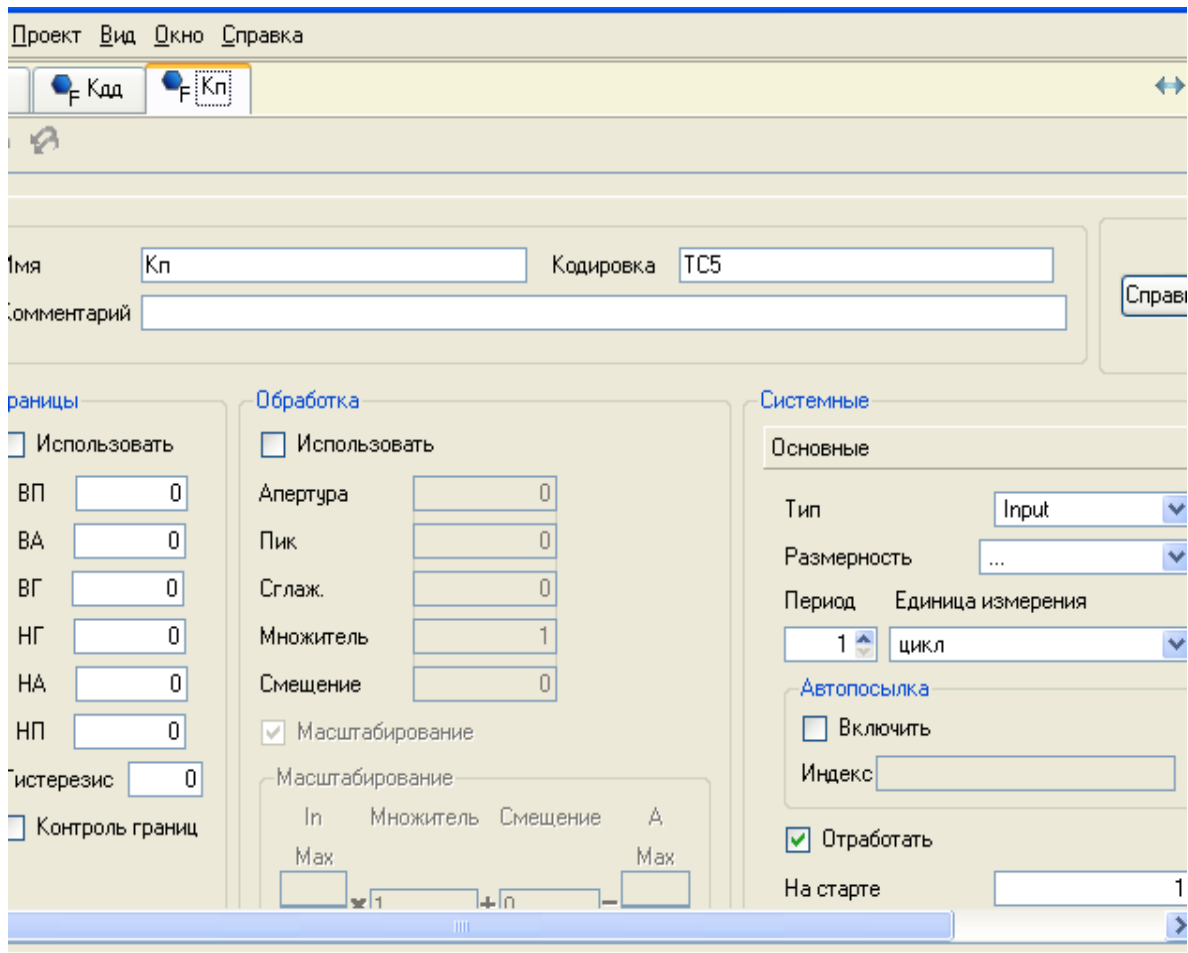 Проект Вид Окно Справка
F Кдд F Кп
Имя Кп Кодировка TC5
Комментарий
Справ
раницы Обработка Системные
Использовать Использовать Основные
ВП 0 Апертура 0 Тип Input
ВА 0 Пик 0 Размерность ...
ВГ 0 Сглаж. 0 Период Единица измерения
НГ 0 Множитель 1 1 цикл
НА 0 Смещение 0 Автопосылка
НП 0 Масштабирование Включить
Гистерезис 0 Масштабирование Индекс
Контроль границ In Множитель Смещение A Отработать
Max Max
На старте 1
×1 +0 −